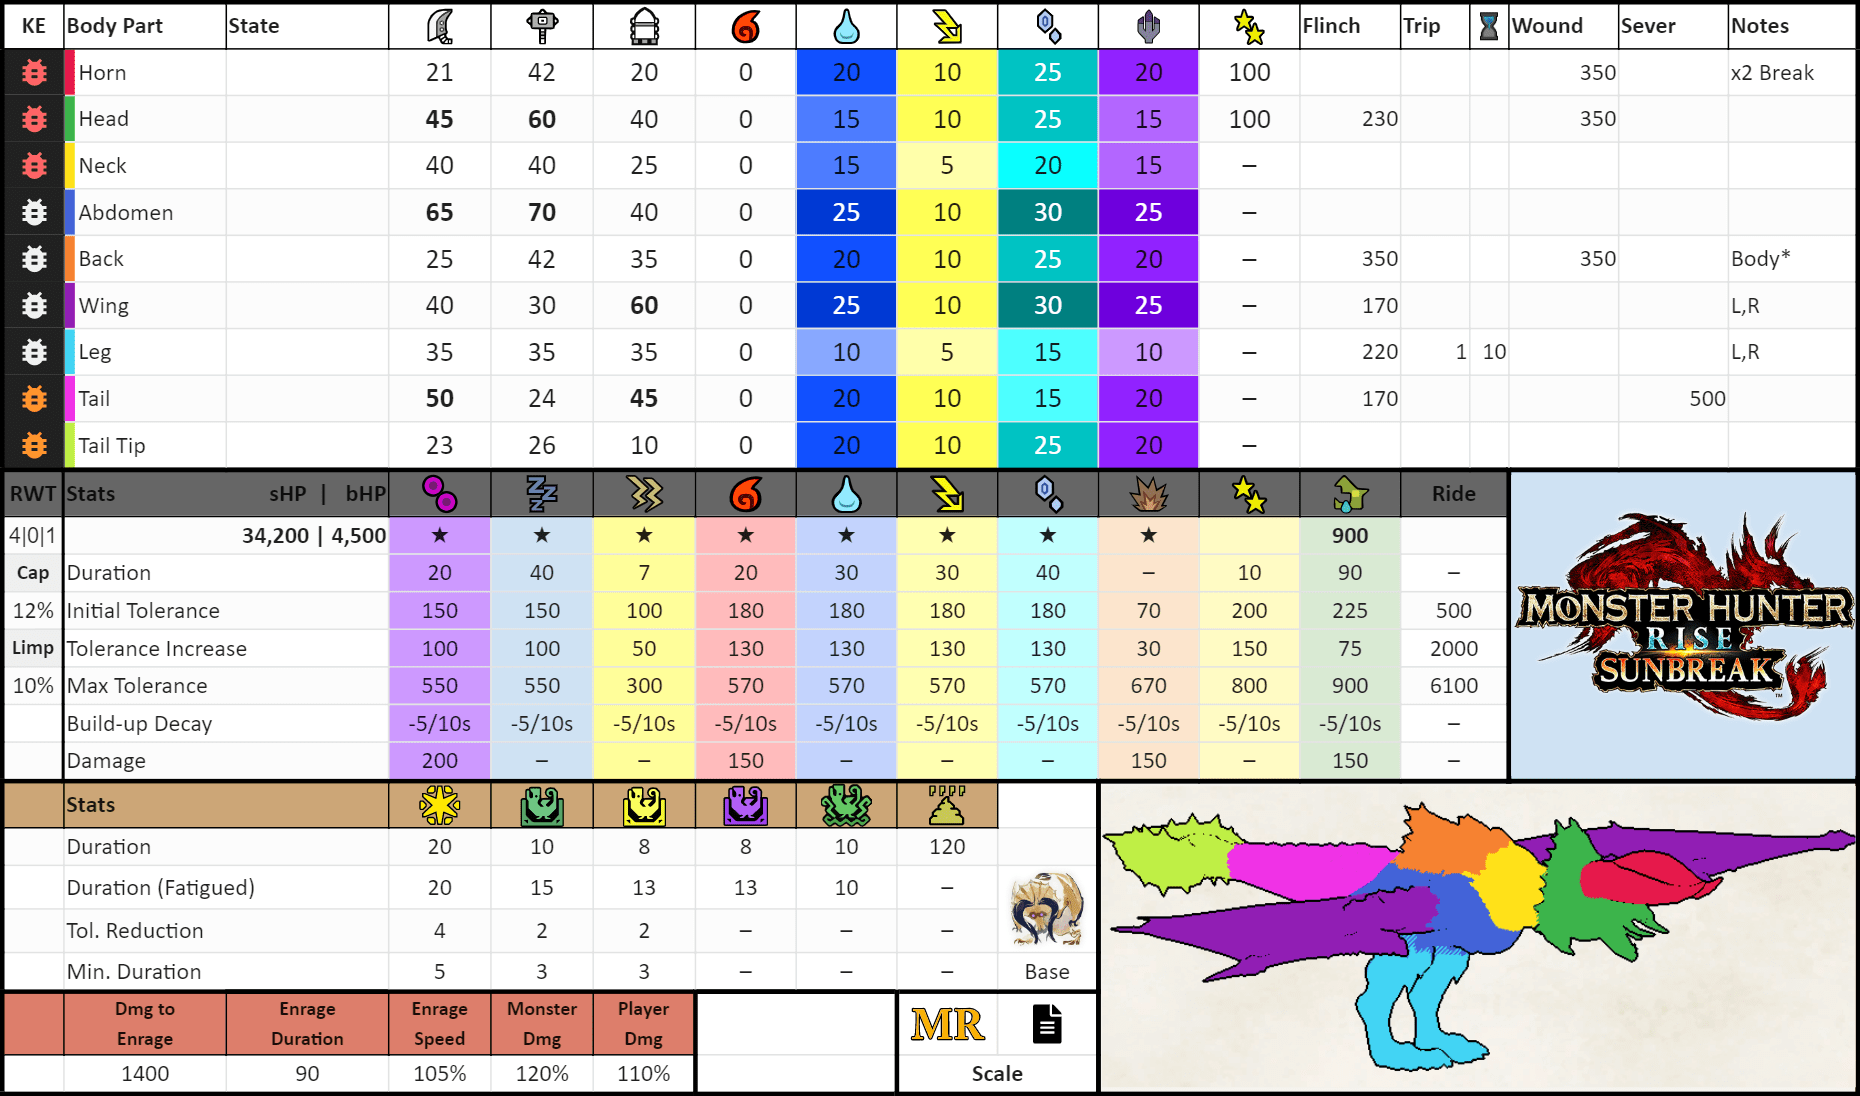 KE Body Part State Flinch Trip Wound Sever Notes
Horn 21 42 20 0 20 10 25 20 100 350 x2 Break
Head 45 60 40 0 15 10 25 15 100 230 350
Neck 40 40 25 0 15 5 20 15 –
Abdomen 65 70 40 0 25 10 30 25 –
Back 25 42 35 0 20 10 25 20 – 350 350 Body*
Wing 40 30 60 0 25 10 30 25 – 170 L,R
Leg 35 35 35 0 10 5 15 10 – 220 1 10 L,R
Tail 50 24 45 0 20 10 15 20 – 170 500
Tail Tip 23 26 10 0 20 10 25 20 –
RWT Stats sHP | bHP Ride
4|0|1 34,200 | 4,500 ★ ★ ★ ★ ★ ★ ★ ★ 900
Cap Duration 20 40 7 20 30 30 40 – 10 90 –
12% Initial Tolerance 150 150 100 180 180 180 180 70 200 225 500
Limp Tolerance Increase 100 100 50 130 130 130 130 30 150 75 2000
10% Max Tolerance 550 550 300 570 570 570 570 670 800 900 6100
Build-up Decay -5/10s -5/10s -5/10s -5/10s -5/10s -5/10s -5/10s -5/10s -5/10s -5/10s –
Damage 200 – – 150 – – – 150 – 150 –
MONSTER HUNTER
RISE
SUNBREAK™
Stats
Duration 20 10 8 8 10 120
Duration (Fatigued) 20 15 13 13 10 –
Tol. Reduction 4 2 2 – – –
Min. Duration 5 3 3 – – – Base
Dmg to Enrage Enrage Monster Player
Enrage Duration Speed Dmg Dmg
MR
1400 90 105% 120% 110% Scale